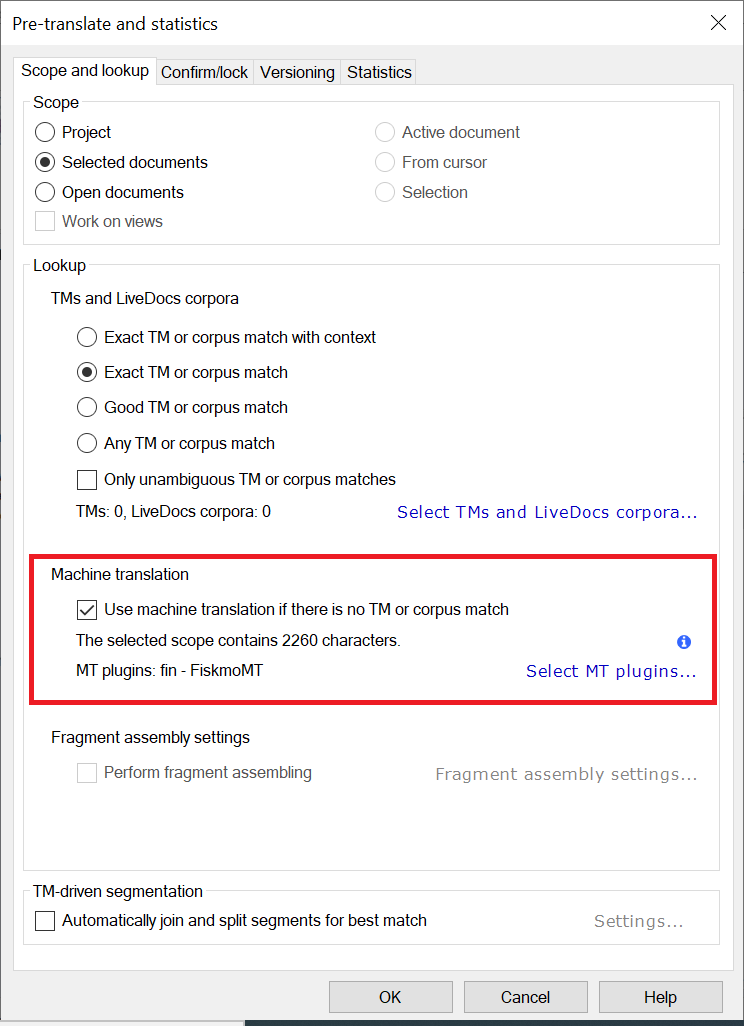 Pre-translate and statistics
Scope and lookup Confirm/lock Versioning Statistics
Scope
Project Active document
Selected documents From cursor
Open documents Selection
Work on views
Lookup
TMs and LiveDocs corpora
Exact TM or corpus match with context
Exact TM or corpus match
Good TM or corpus match
Any TM or corpus match
Only unambiguous TM or corpus matches
TMs: 0, LiveDocs corpora: 0 Select TMs and LiveDocs corpora...
Machine translation
Use machine translation if there is no TM or corpus match
The selected scope contains 2260 characters.
MT plugins: fin - FiskmoMT Select MT plugins...
Fragment assembly settings
Perform fragment assembling Fragment assembly settings...
TM-driven segmentation
Automatically join and split segments for best match Settings...
OK Cancel Help